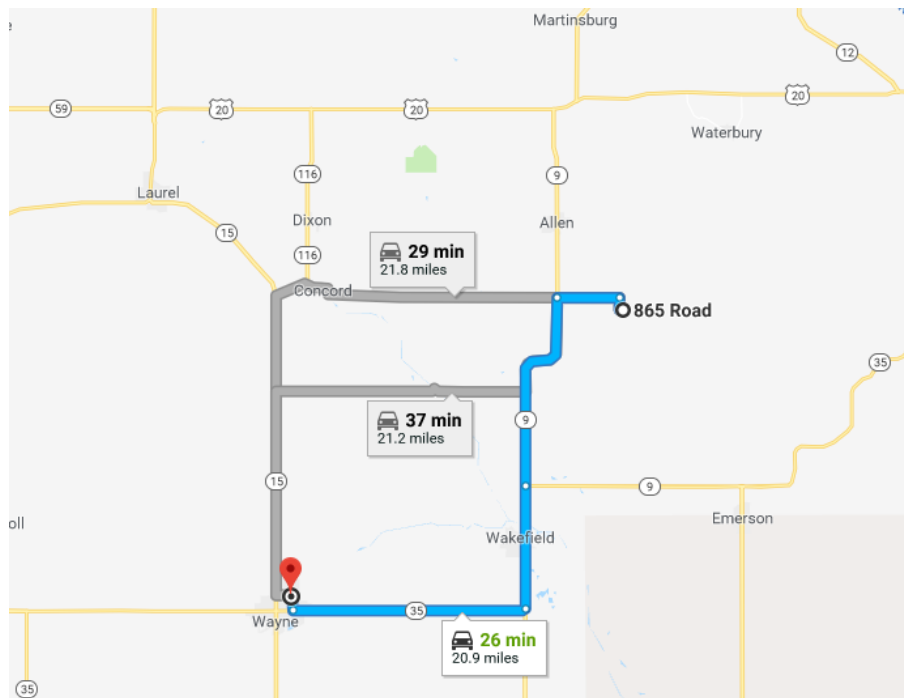 Martinsburg
12
59
20
20
20
Waterbury
116
9
Laurel
Dixon
Allen
15
116
29 min
21.8 miles
Concord
865 Road
35
37 min
21.2 miles
9
15
9
oll
Emerson
Wakefield
35
Wayne
26 min
20.9 miles
35